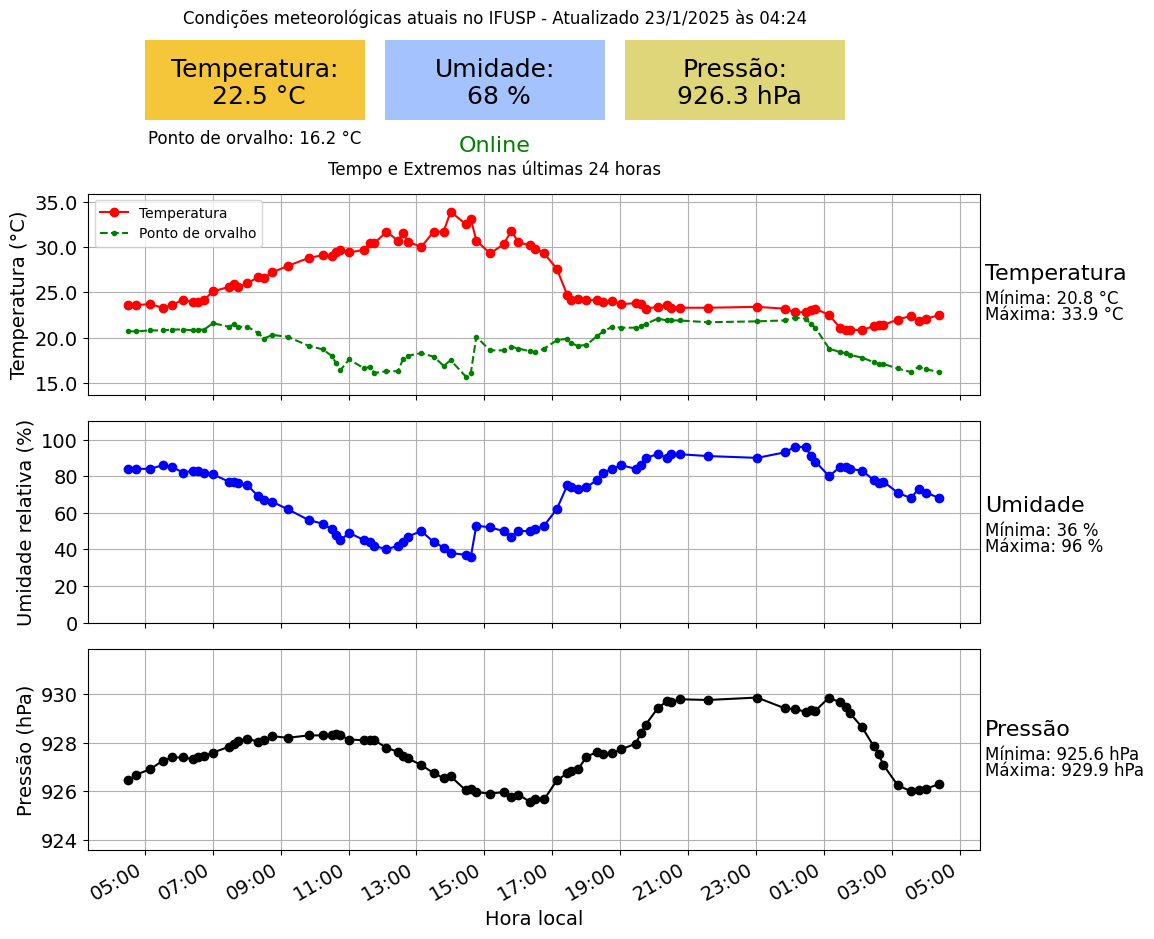 Condições meteorológicas atuais no IFUSP - Atualizado 23/1/2025 às 04:24
Temperatura:
22.5 °C
Umidade:
68 %
Pressão:
926.3 hPa
Ponto de orvalho: 16.2 °C
Online
Tempo e Extremos nas últimas 24 horas
Temperatura (°C)
35.0
30.0
25.0
20.0
15.0
Temperatura
Ponto de orvalho
Temperatura
Mínima: 20.8 °C
Máxima: 33.9 °C
Umidade relativa (%)
100
80
60
40
20
0
Umidade
Mínima: 36 %
Máxima: 96 %
Pressão (hPa)
930
928
926
924
Pressão
Mínima: 925.6 hPa
Máxima: 929.9 hPa
05:00 07:00 09:00 11:00 13:00 15:00 17:00 19:00 21:00 23:00 01:00 03:00 05:00
Hora local